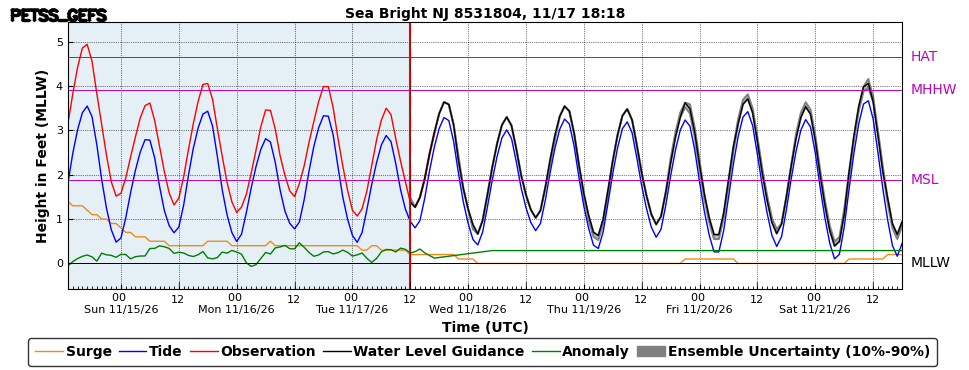 PETSS_GEFS
Sea Bright NJ 8531804, 11/17 18:18
Height in Feet (MLLW)
5
4
3
2
1
0
HAT
MHHW
MSL
MLLW
00 12 00 12 00 12 00 12 00 12 00 12 00 12
Sun 11/15/26 Mon 11/16/26 Tue 11/17/26 Wed 11/18/26 Thu 11/19/26 Fri 11/20/26 Sat 11/21/26
Time (UTC)
Surge Tide Observation Water Level Guidance Anomaly Ensemble Uncertainty (10%-90%)